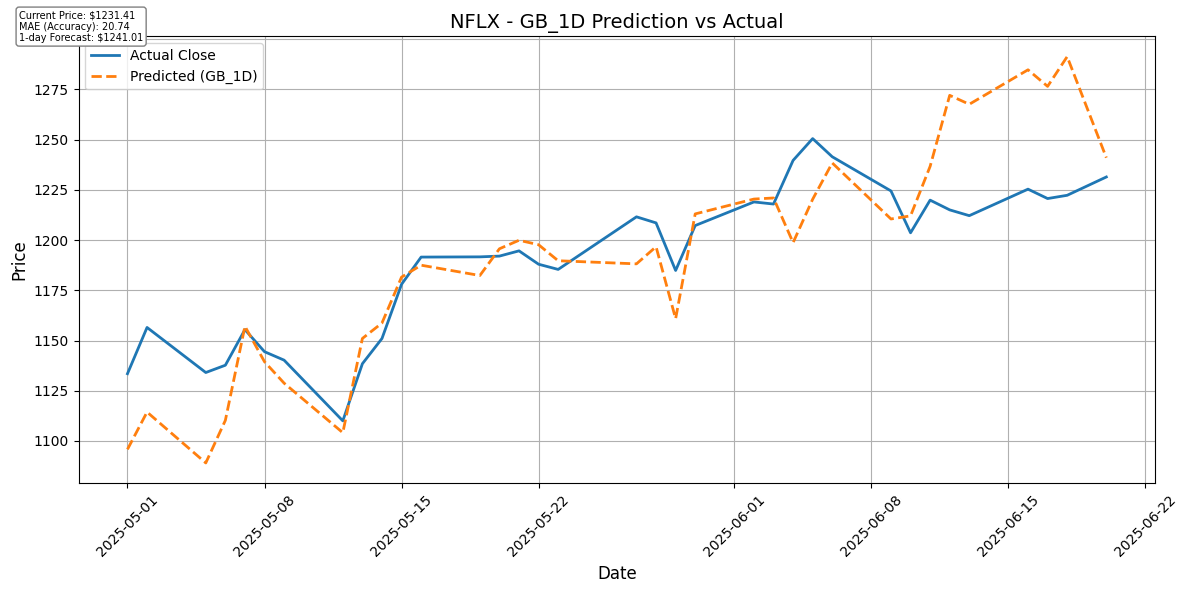 NFLX - GB_1D Prediction vs Actual
Current Price: $1231.41
MAE (Accuracy): 20.74
1-day Forecast: $1241.01
Actual Close
Predicted (GB_1D)
Price
1275
1250
1225
1200
1175
1150
1125
1100
2025-05-01
2025-05-08
2025-05-15
2025-05-22
2025-06-01
2025-06-08
2025-06-15
2025-06-22
Date